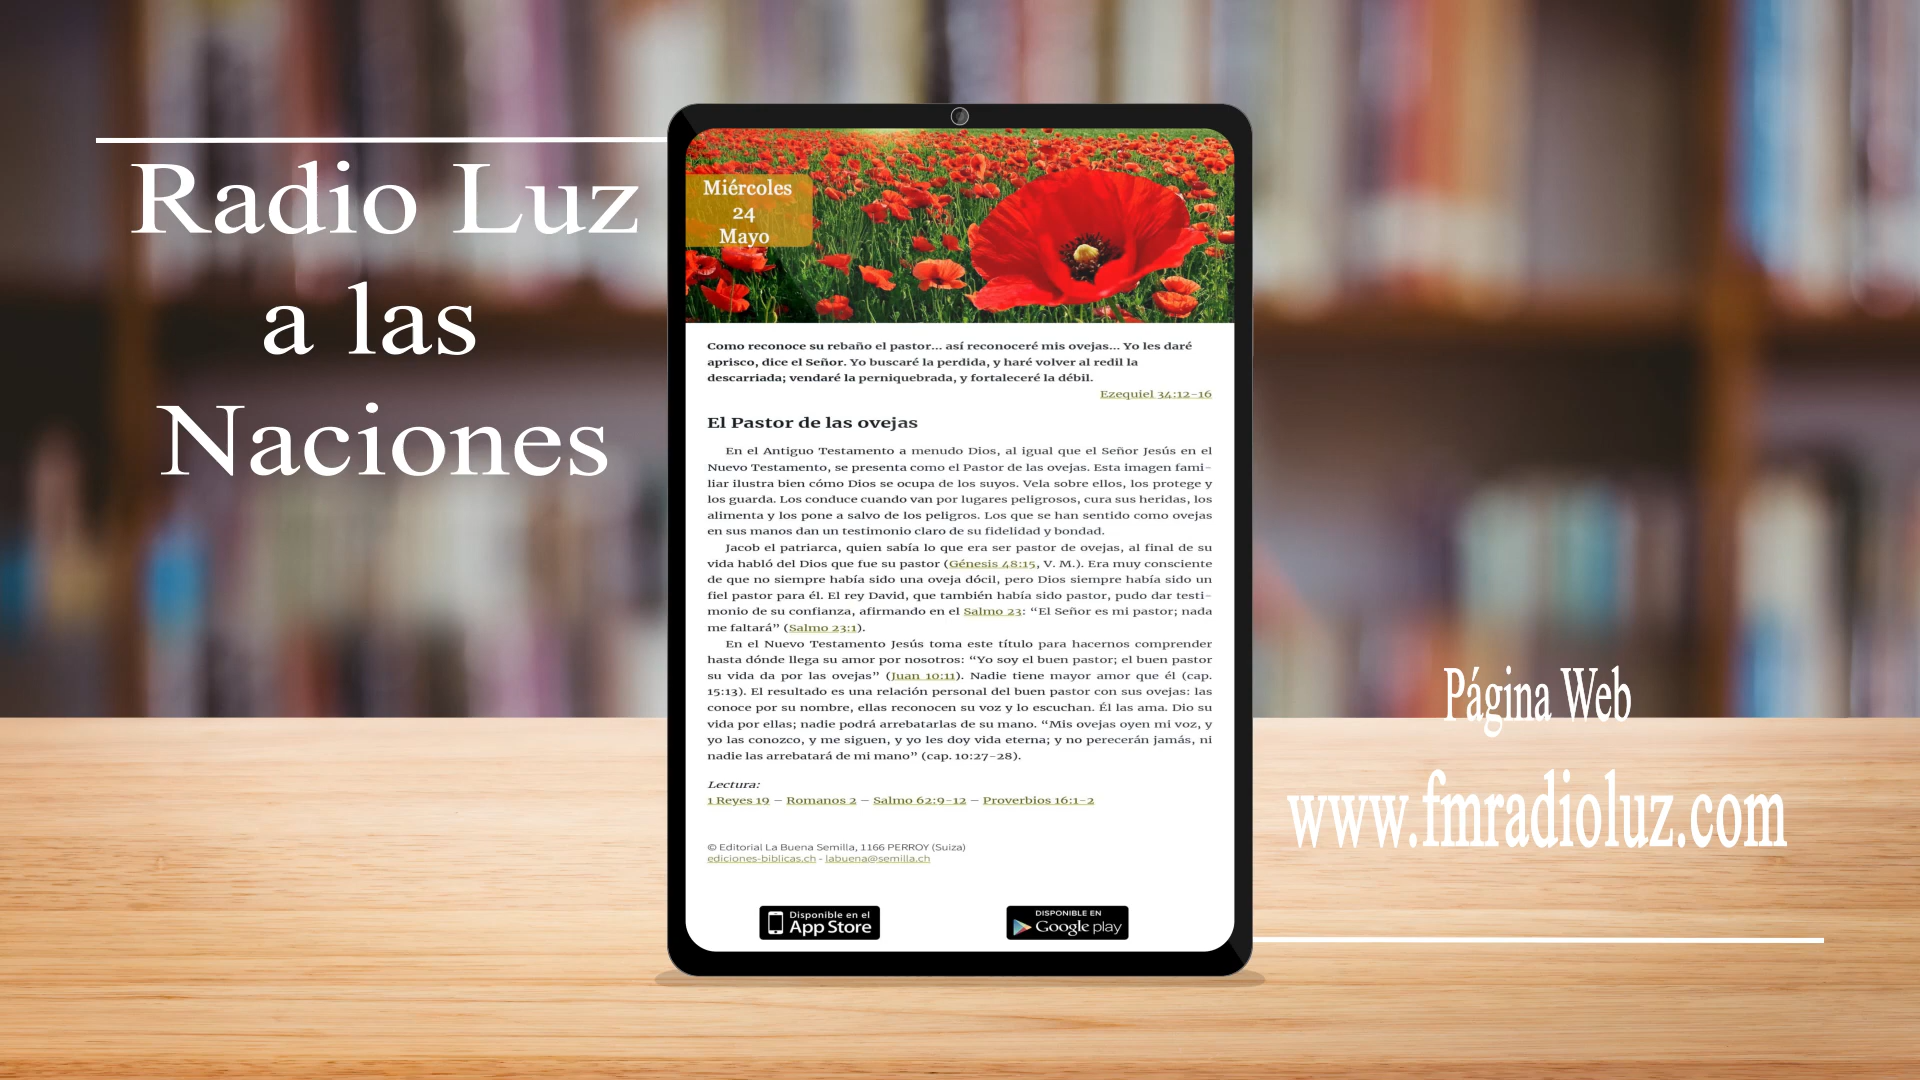 Radio Luz
a las
Naciones
Miércoles
24
Mayo
Como reconoce su rebaño el pastor... así reconoceré mis ovejas... Yo les daré
aprisco, dice el Señor. Yo buscaré la perdida, y haré volver al redil la
descarriada; vendaré la perniquebrada, y fortaleceré la débil.
Ezequiel 34:12-16
El Pastor de las ovejas
En el Antiguo Testamento a menudo Dios, al igual que el Señor Jesús en el
Nuevo Testamento, se presenta como el Pastor de las ovejas. Esta imagen fami-
liar ilustra bien cómo Dios se ocupa de los suyos. Vela sobre ellos, los protege y
los guarda. Los conduce cuando van por lugares peligrosos, cura sus heridas, los
alimenta y los pone a salvo de los peligros. Los que se han sentido como ovejas
en sus manos dan un testimonio claro de su fidelidad y bondad.
Jacob el patriarca, quien sabía lo que era ser pastor de ovejas, al final de su
vida habló del Dios que fue su pastor (Génesis 48:15, V. M.). Era muy consciente
de que no siempre había sido una oveja dócil, pero Dios siempre había sido un
fiel pastor para él. El rey David, que también había sido pastor, pudo dar testi-
monio de su confianza, afirmando en el Salmo 23: “El Señor es mi pastor; nada
me faltará” (Salmo 23:1).
En el Nuevo Testamento Jesús toma este título para hacernos comprender
hasta dónde llega su amor por nosotros: “Yo soy el buen pastor; el buen pastor
su vida da por las ovejas” (Juan 10:11). Nadie tiene mayor amor que él (cap.
15:13). El resultado es una relación personal del buen pastor con sus ovejas: las
conoce por su nombre, ellas reconocen su voz y lo escuchan. Él las ama. Dio su
vida por ellas; nadie podrá arrebatarlas de su mano. “Mis ovejas oyen mi voz, y
yo las conozco, y me siguen, y yo les doy vida eterna; y no perecerán jamás, ni
nadie las arrebatará de mi mano” (cap. 10:27-28).
Lectura:
1 Reyes 19 – Romanos 2 – Salmo 62:9-12 – Proverbios 16:1-2
© Editorial La Buena Semilla, 1166 PERROY (Suiza)
ediciones-biblicas.ch - labuena@semilla.ch
Disponible en el
App Store
DISPONIBLE EN
Google play
Página Web
www.fmradioluz.com